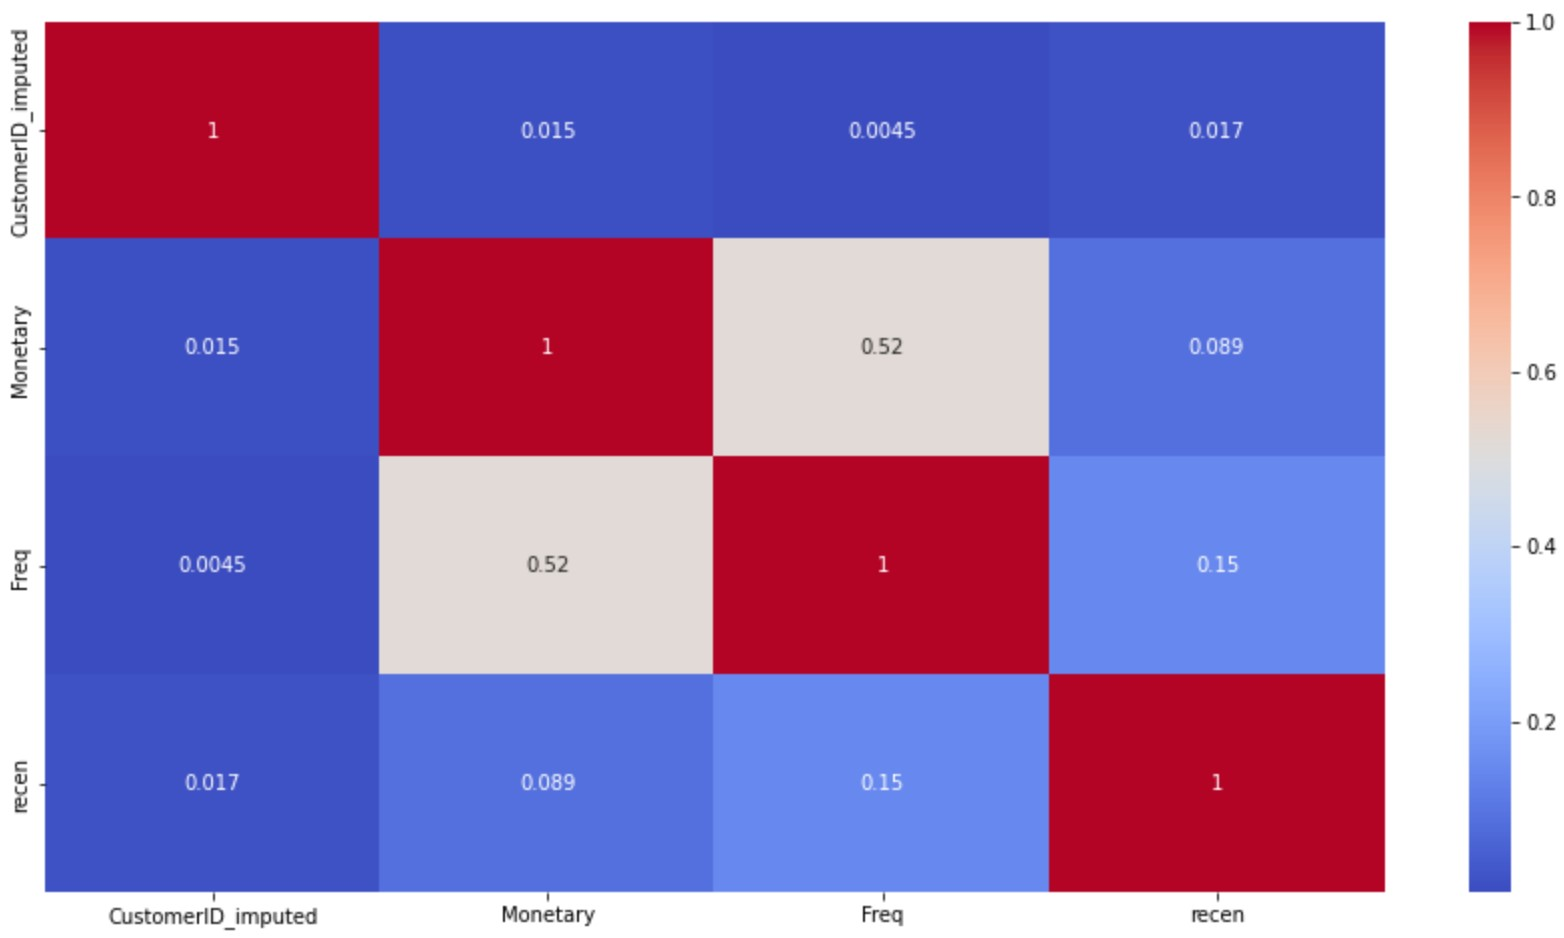 CustomerID_imputed 1 0.015 0.0045 0.017
Monetary 0.015 1 0.52 0.089
Freq 0.0045 0.52 1 0.15
recen 0.017 0.089 0.15 1
CustomerID_imputed Monetary Freq recen
1.0
0.8
0.6
0.4
0.2